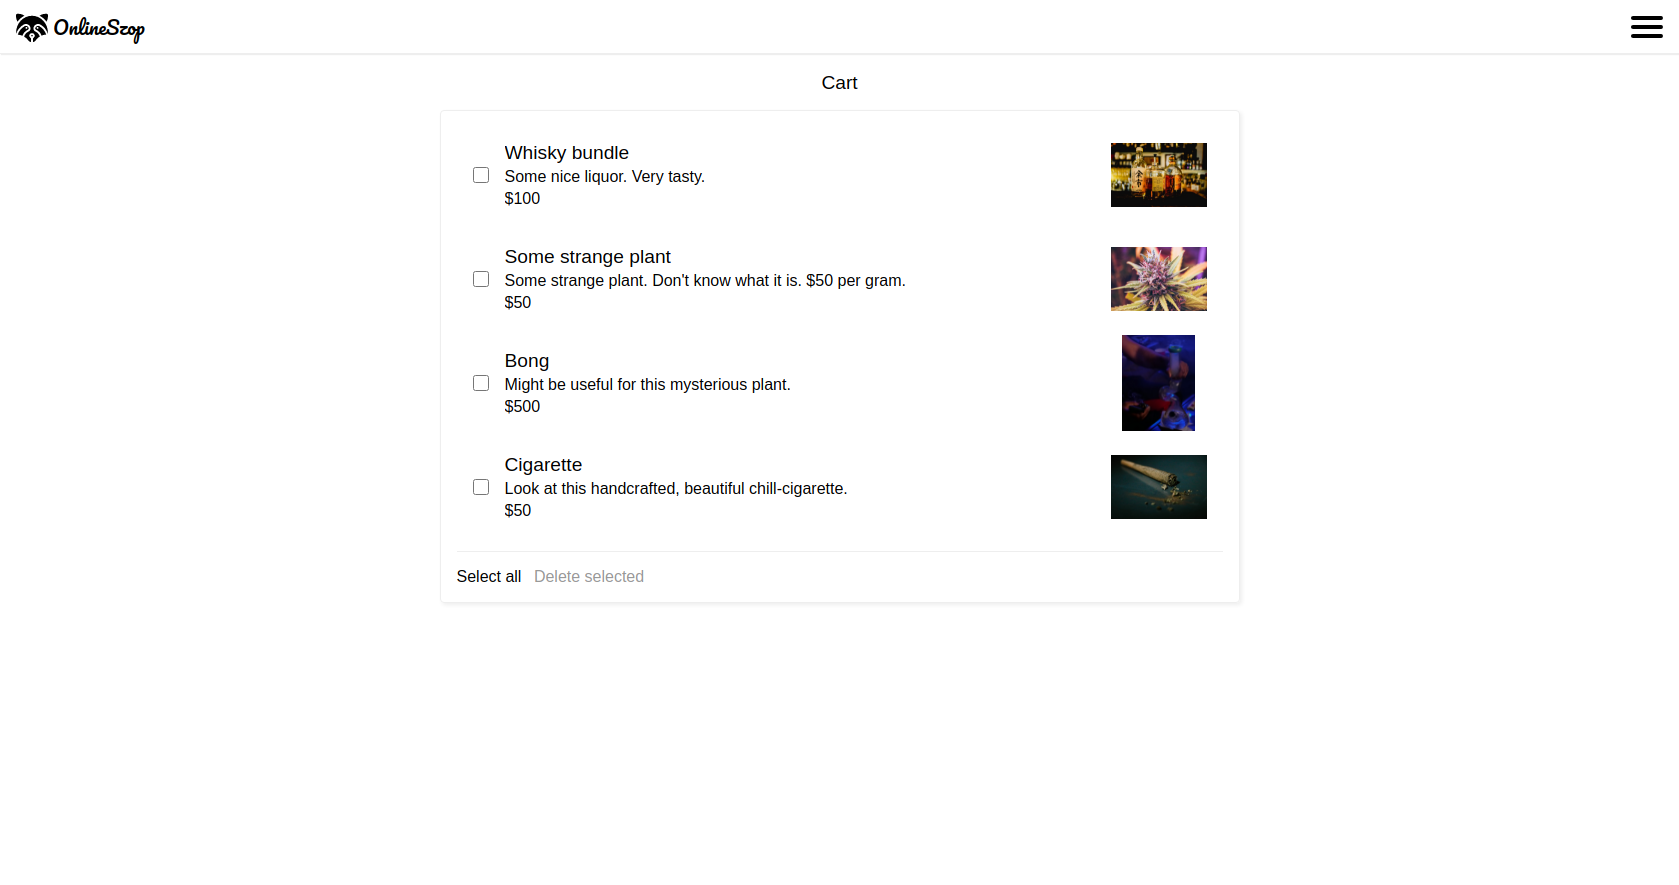 OnlineSzop
Cart
Whisky bundle
Some nice liquor. Very tasty.
$100
Some strange plant
Some strange plant. Don't know what it is. $50 per gram.
$50
Bong
Might be useful for this mysterious plant.
$500
Cigarette
Look at this handcrafted, beautiful chill-cigarette.
$50
Select all Delete selected